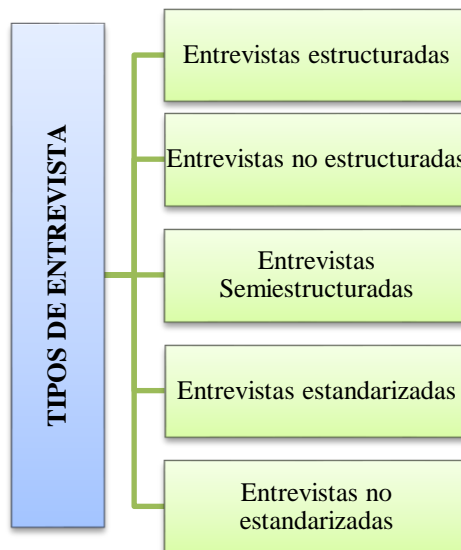 TIPOS DE ENTREVISTA
Entrevistas estructuradas
Entrevistas no estructuradas
Entrevistas
Semiestructuradas
Entrevistas estandarizadas
Entrevistas no
estandarizadas